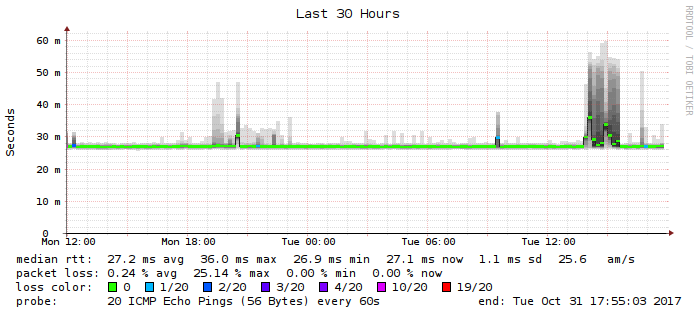 Last 30 Hours
RRDTOOL / TOBI OETIKER
Seconds
60 m
50 m
40 m
30 m
20 m
10 m
0
Mon 12:00 Mon 18:00 Tue 00:00 Tue 06:00 Tue 12:00
median rtt: 27.2 ms avg 36.0 ms max 26.9 ms min 27.1 ms now 1.1 ms sd 25.6 am/s
packet loss: 0.24 % avg 25.14 % max 0.00 % min 0.00 % now
loss color: 0 1/20 2/20 3/20 4/20 10/20 19/20
probe: 20 ICMP Echo Pings (56 Bytes) every 60s end: Tue Oct 31 17:55:03 2017